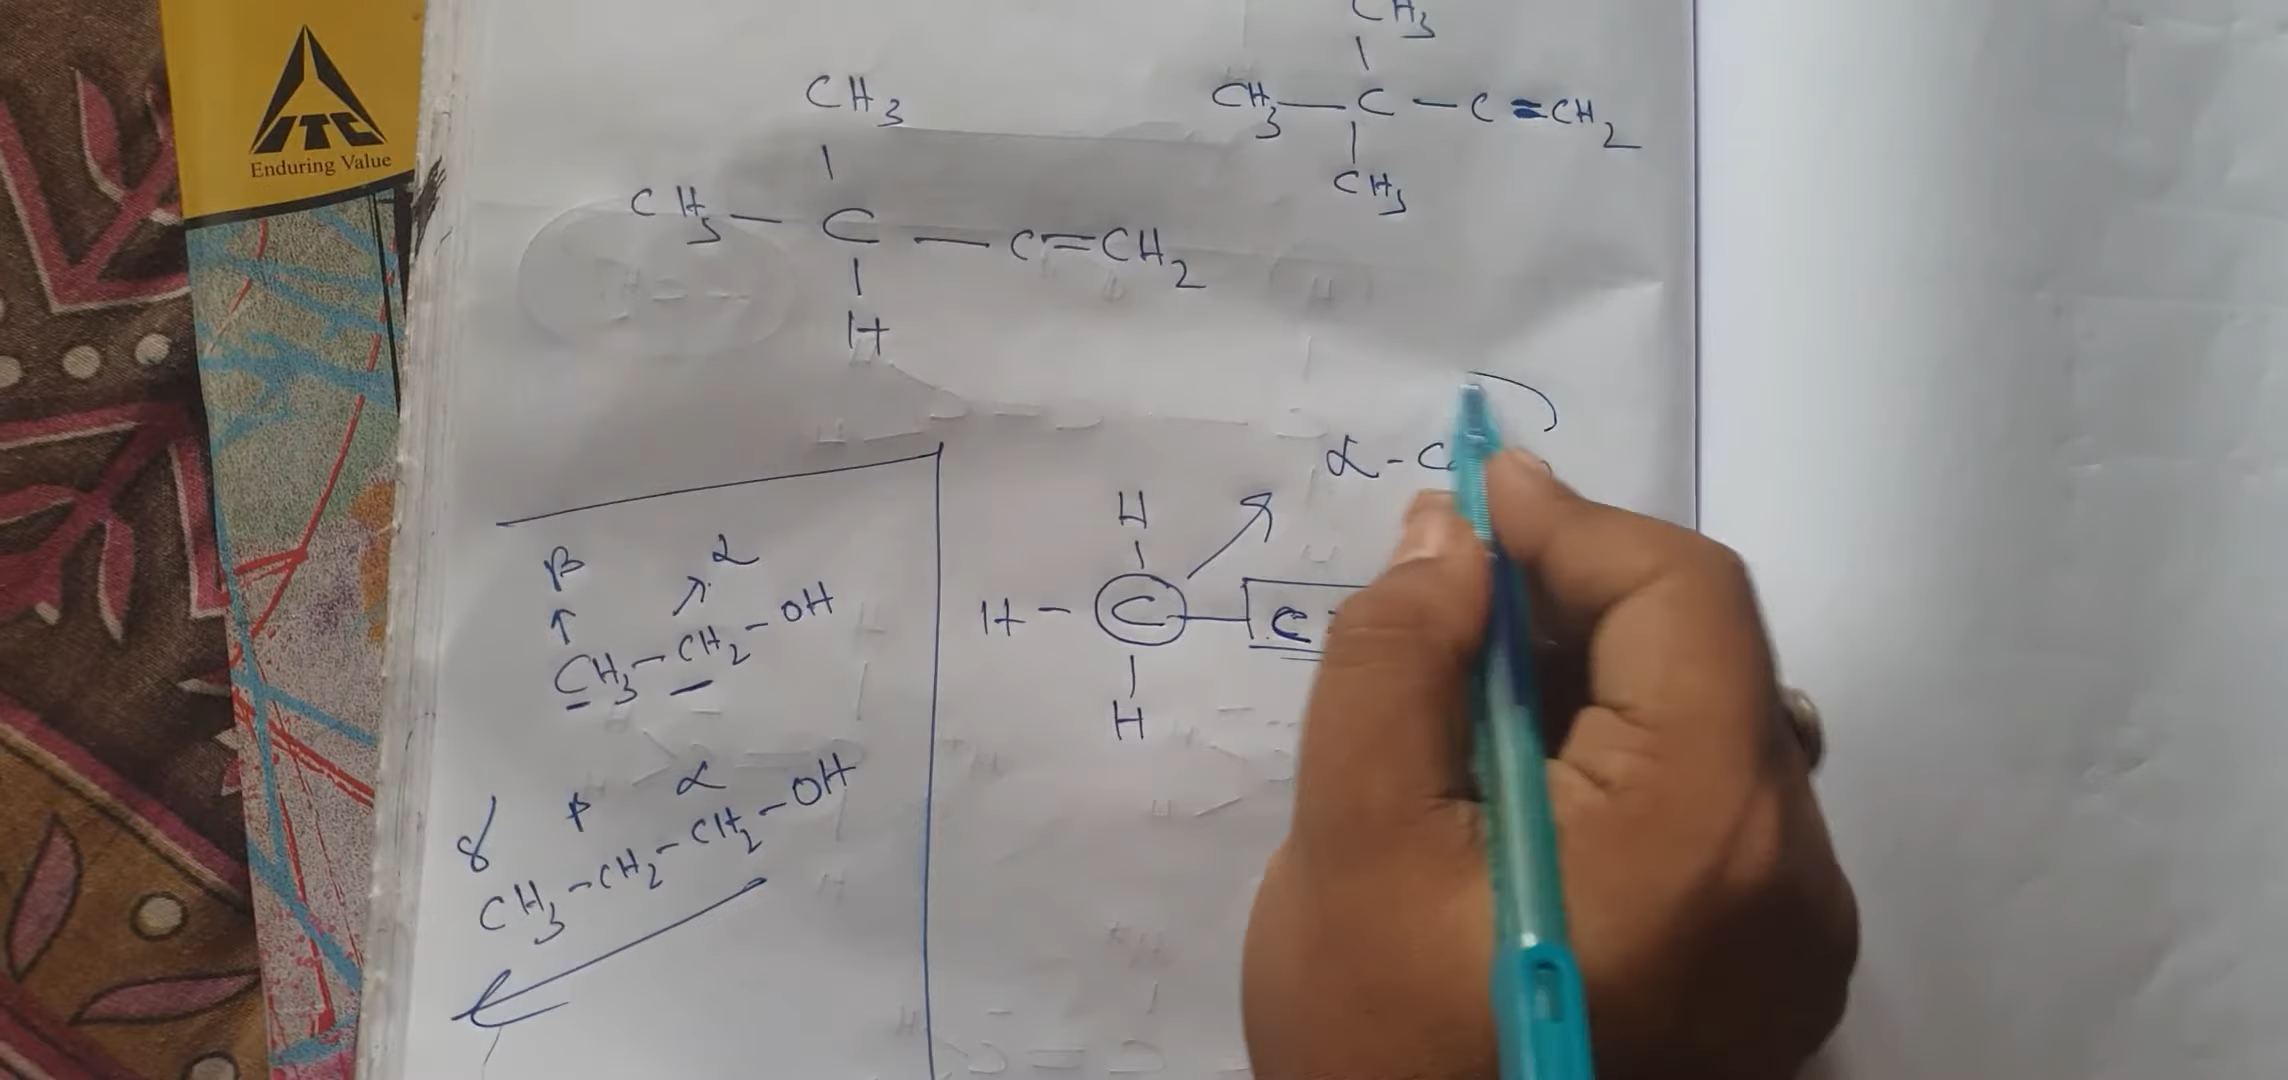 ITC
Enduring Value
CH3
CH3 — C — C = CH2
CH3
CH3
CH3 — C — C = CH2
H
α - C
H
H — C — C
H
β α
CH3 — CH2 — OH
γ β α
CH3 — CH2 — CH2 — OH